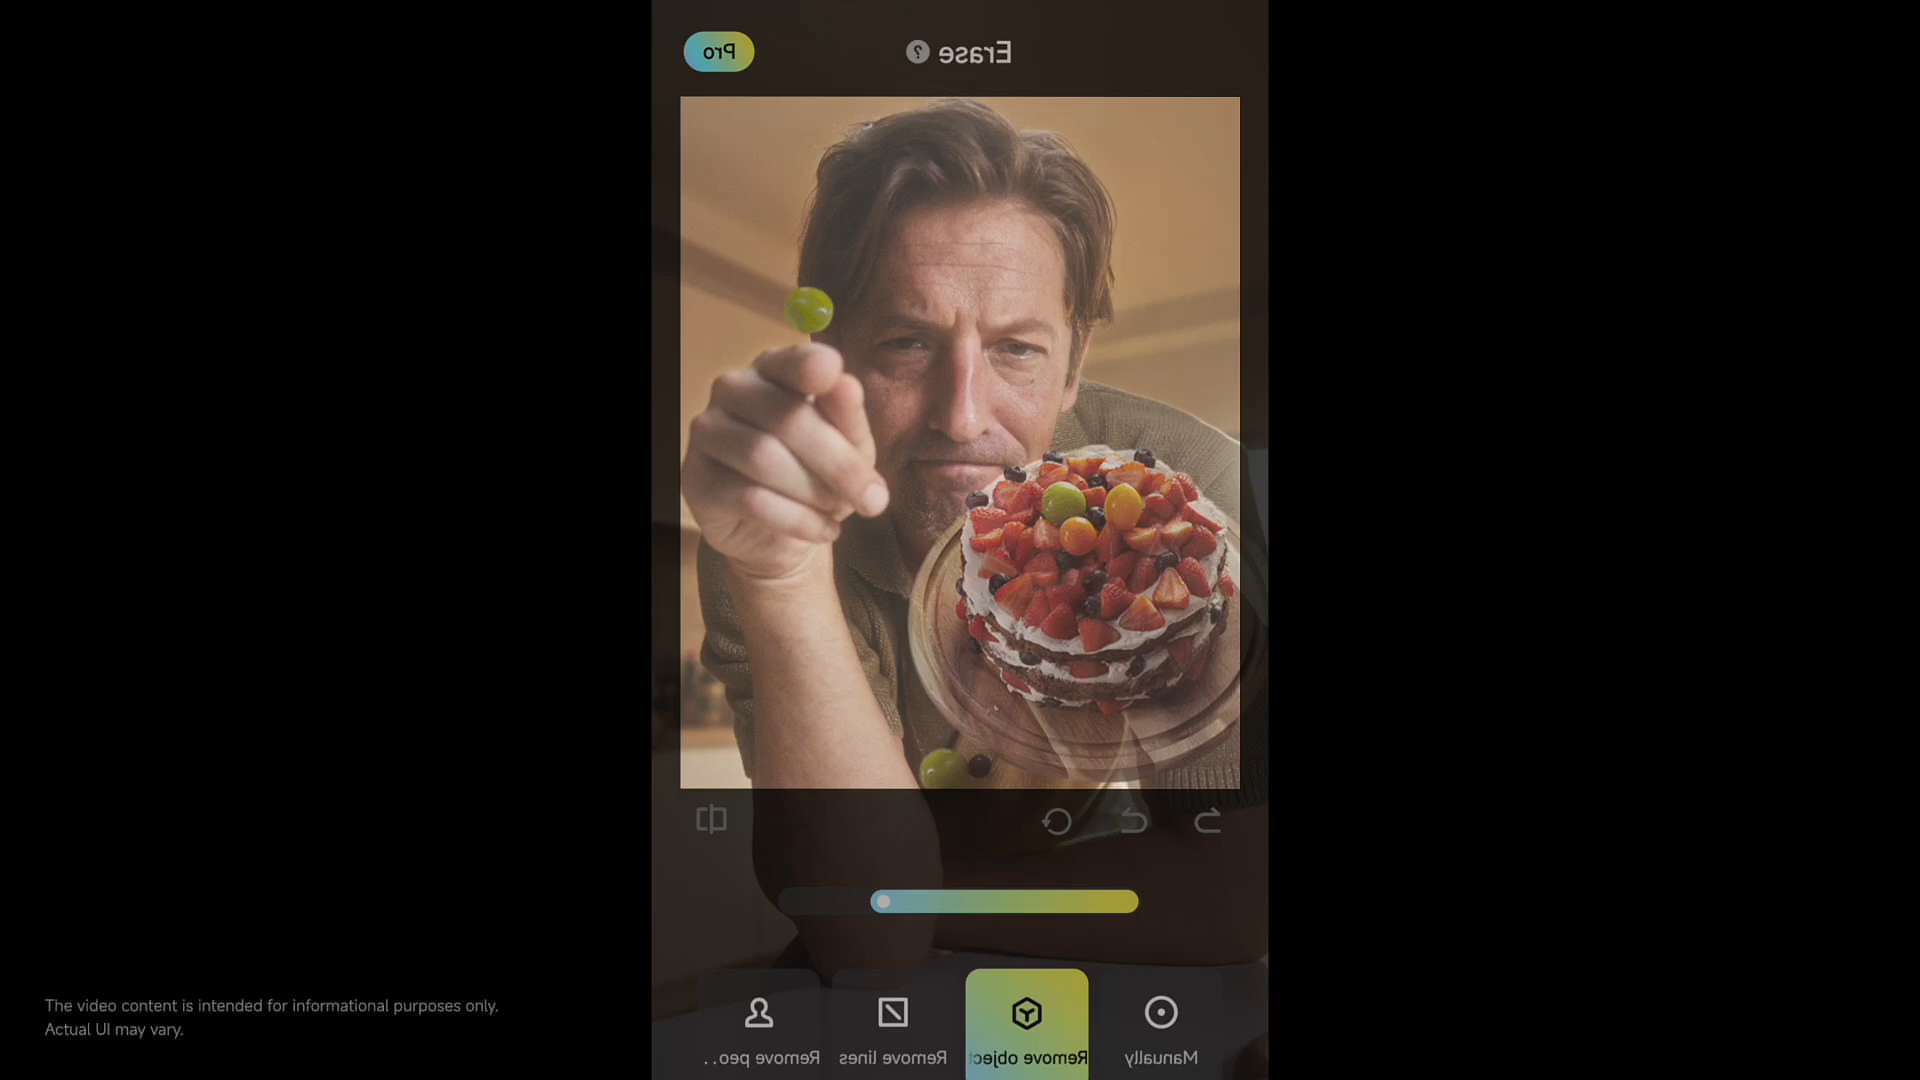 Pro
Erase ?
Remove peo..
Remove lines
Remove object
Manually
The video content is intended for informational purposes only.
Actual UI may vary.